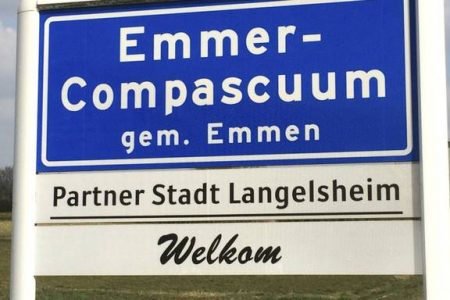 Emmer-
Compascuum
gem. Emmen
Partner Stadt Langelsheim
Welkom